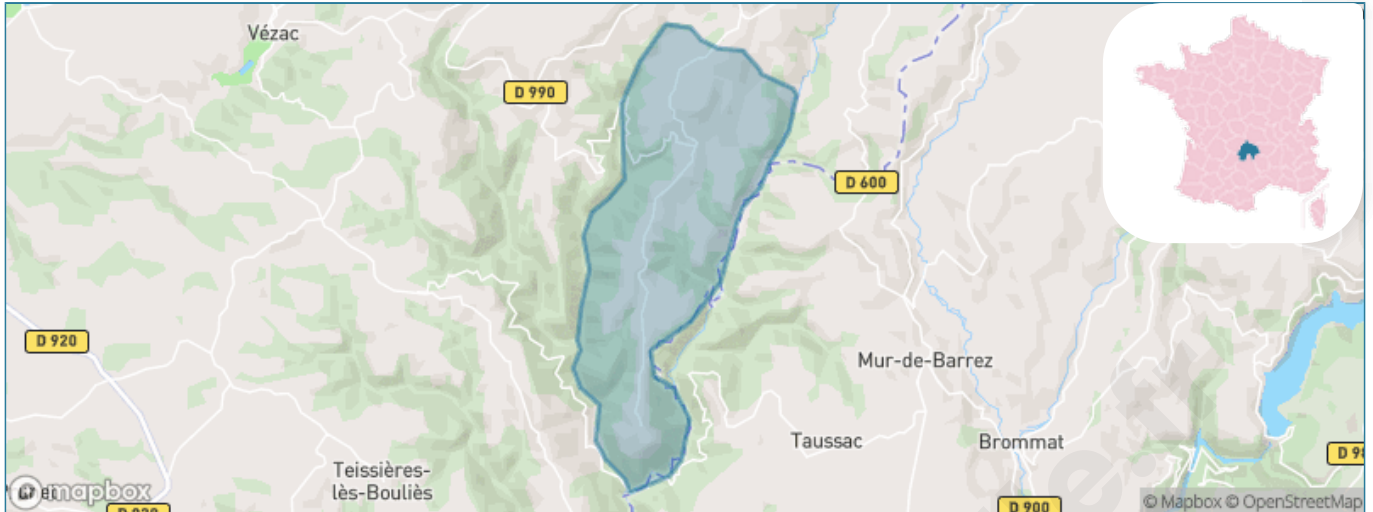 Vézac
D 990
D 600
D 920
Mur-de-Barrez
Taussac
Brommat
Teissières-
lès-Bouliès
D 900
mapbox
© Mapbox © OpenStreetMap